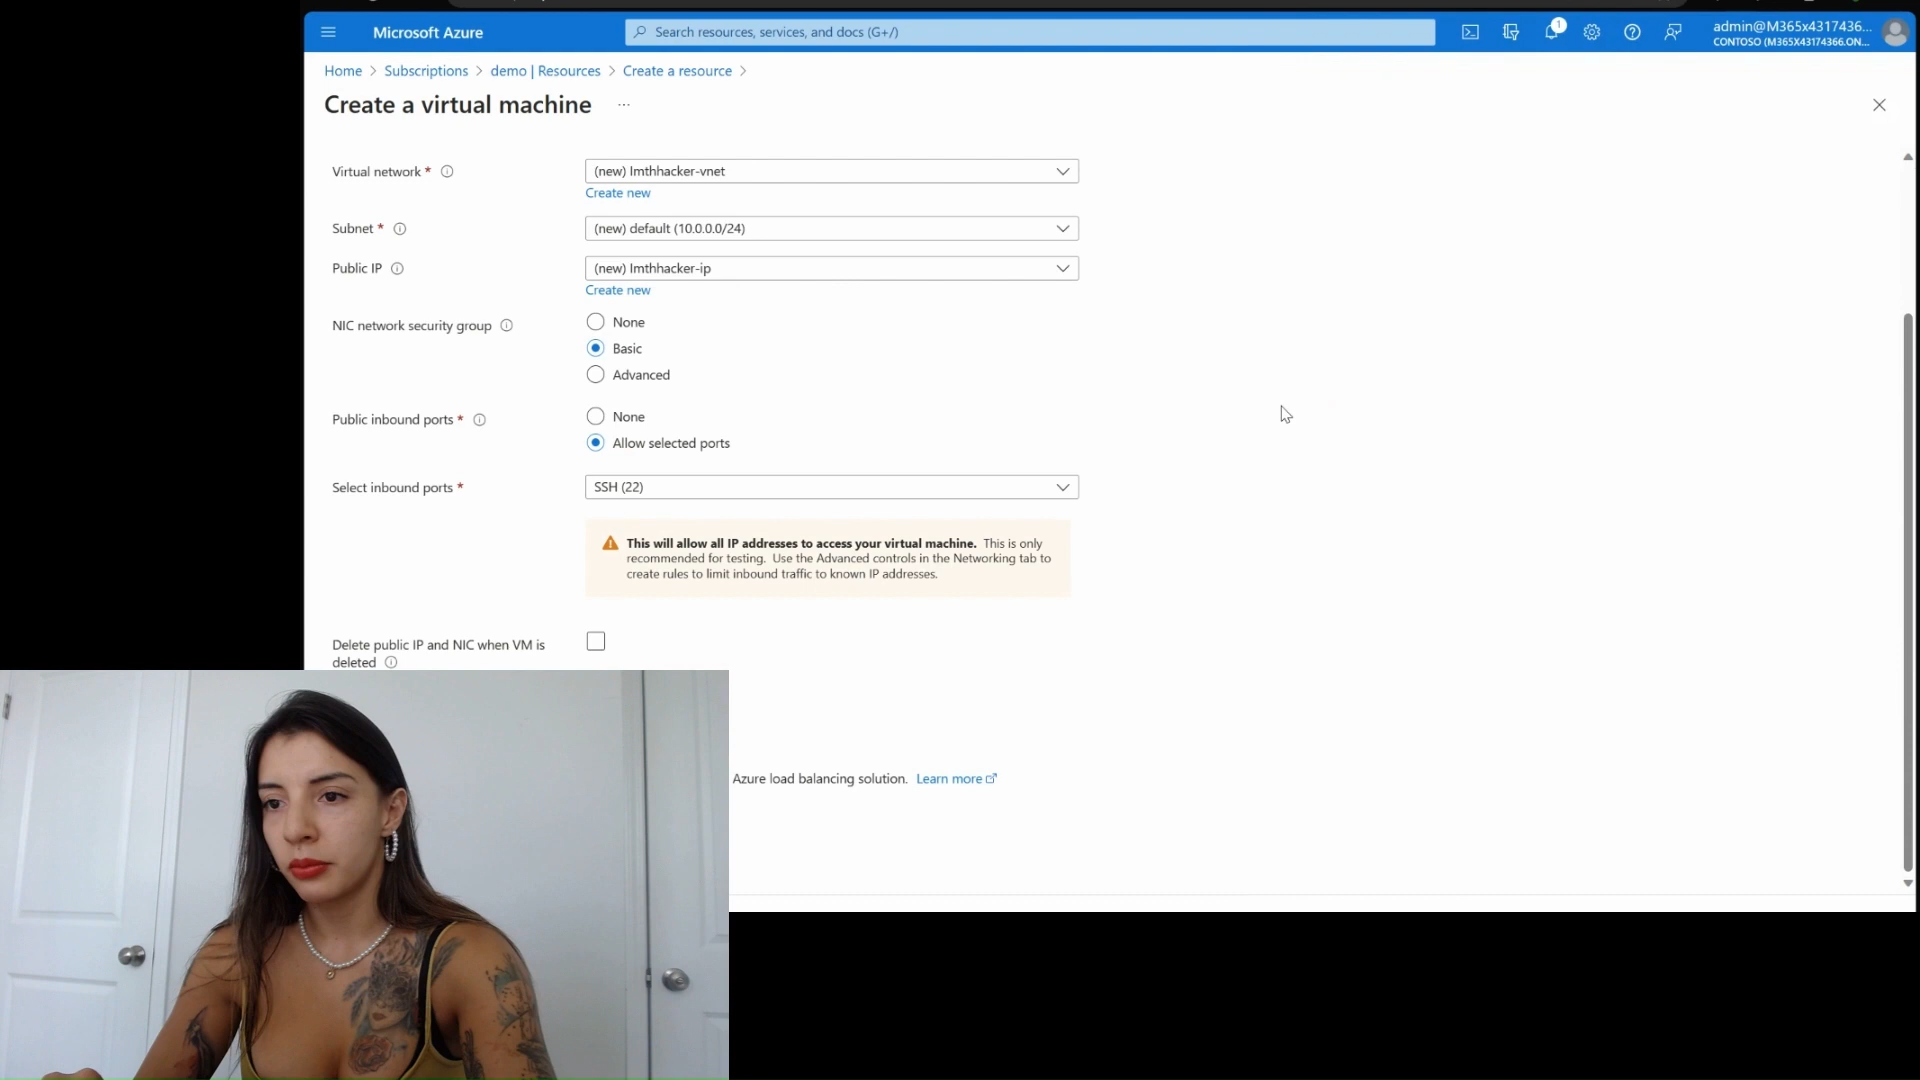 Microsoft Azure
Search resources, services, and docs (G+/)
1
admin@M365x4317436...
CONTOSO (M365X43174366.ON...
Home > Subscriptions > demo | Resources > Create a resource >
Create a virtual machine ...
Virtual network *
(new) Imthhacker-vnet
Create new
Subnet *
(new) default (10.0.0.0/24)
Public IP
(new) Imthhacker-ip
Create new
NIC network security group
None
Basic
Advanced
Public inbound ports *
None
Allow selected ports
Select inbound ports *
SSH (22)
This will allow all IP addresses to access your virtual machine. This is only
recommended for testing. Use the Advanced controls in the Networking tab to
create rules to limit inbound traffic to known IP addresses.
Delete public IP and NIC when VM is
deleted
Azure load balancing solution. Learn more